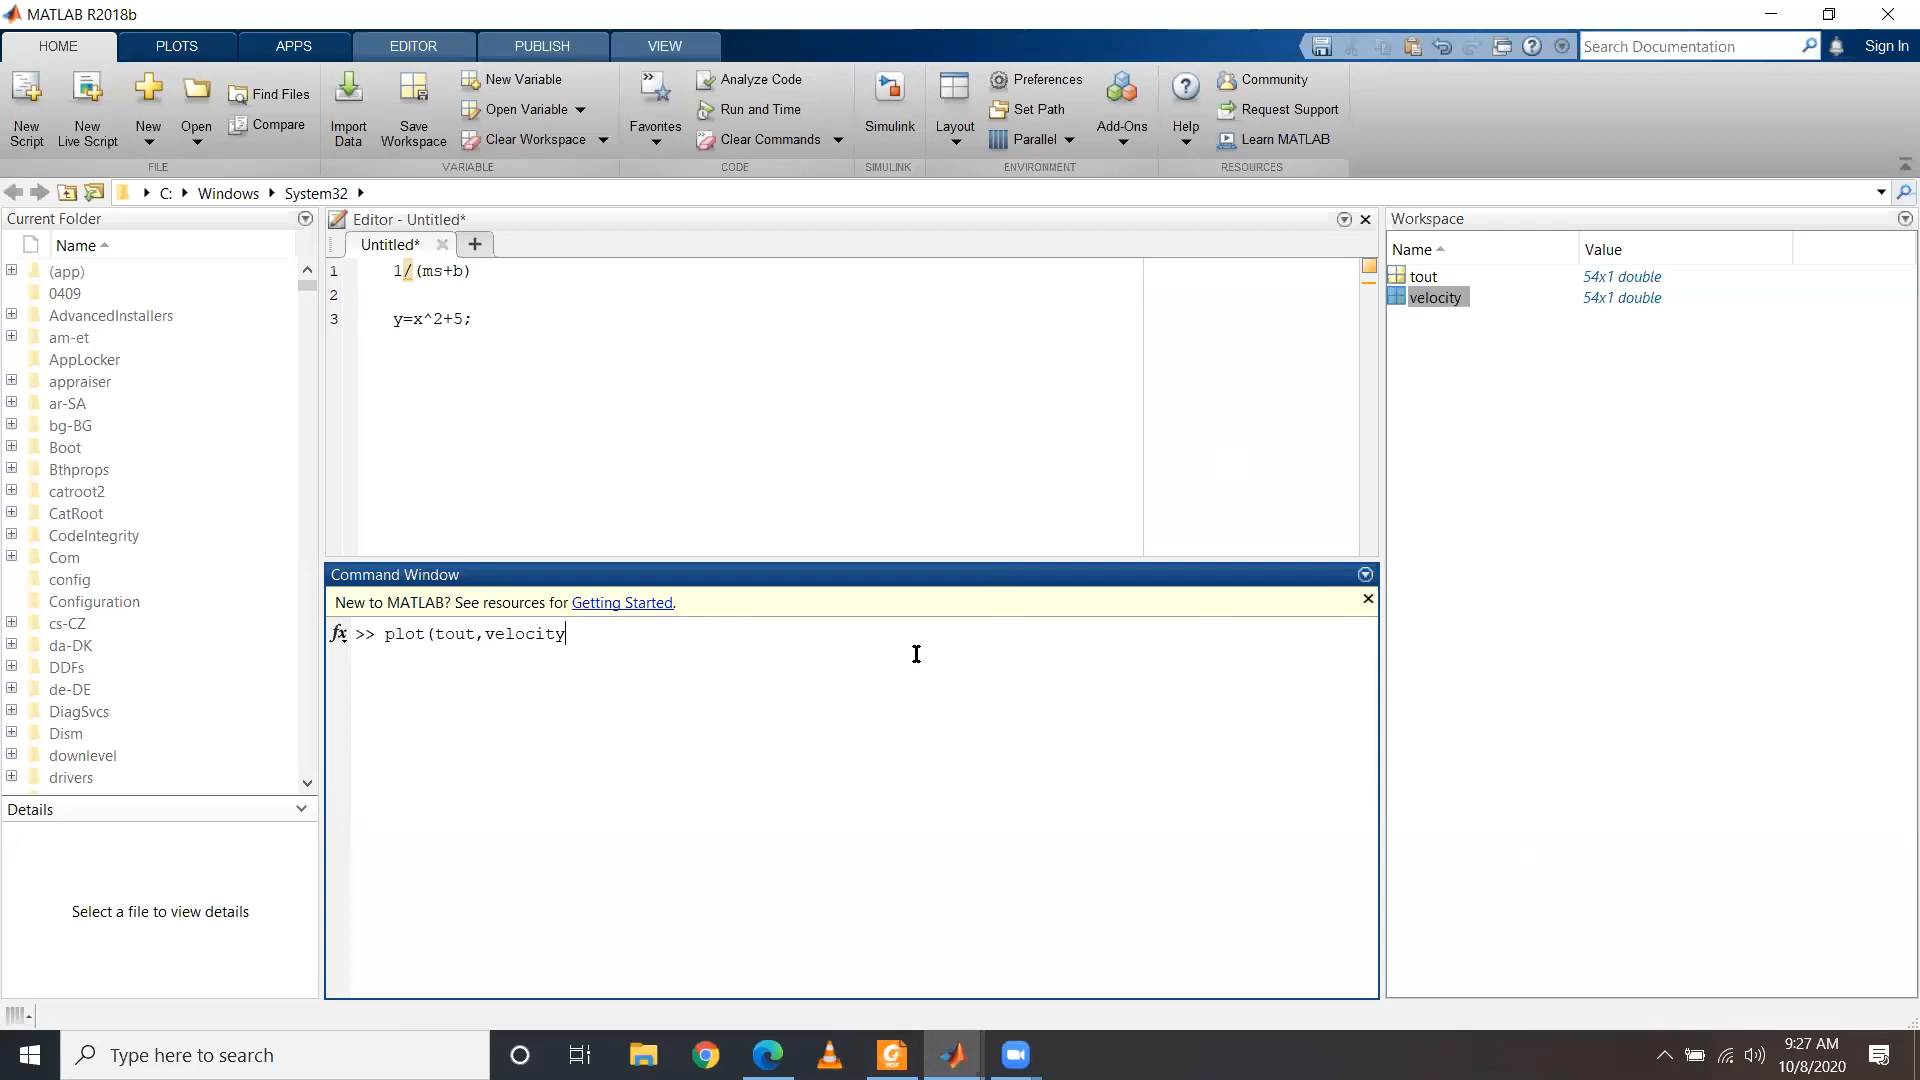 MATLAB R2018b
HOME
PLOTS
APPS
EDITOR
PUBLISH
VIEW
Search Documentation
Sign In
New Script
New Live Script
New
Open
Find Files
Compare
FILE
Import Data
Save Workspace
New Variable
Open Variable
Clear Workspace
VARIABLE
Favorites
Analyze Code
Run and Time
Clear Commands
CODE
Simulink
SIMULINK
Layout
Preferences
Set Path
Parallel
Add-Ons
ENVIRONMENT
Help
Community
Request Support
Learn MATLAB
RESOURCES
C:
Windows
System32
Current Folder
Name
(app)
0409
AdvancedInstallers
am-et
AppLocker
appraiser
ar-SA
bg-BG
Boot
Bthprops
catroot2
CatRoot
CodeIntegrity
Com
config
Configuration
cs-CZ
da-DK
DDFs
de-DE
DiagSvcs
Dism
downlevel
drivers
Details
Select a file to view details
Editor - Untitled*
Untitled*
1 1/(ms+b)
2
3 y=x^2+5;
Command Window
New to MATLAB? See resources for Getting Started.
fx >> plot(tout,velocity
Workspace
Name Value
tout 54x1 double
velocity 54x1 double
Type here to search
9:27 AM
10/8/2020